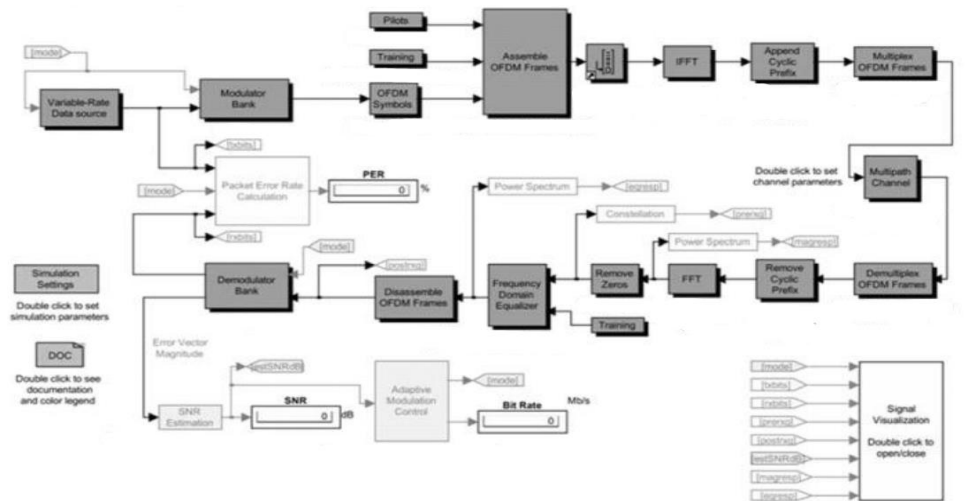 Pilots
Training
Assemble
OFDM Frames
IFFT
Append
Cyclic
Prefix
Multiplex
OFDM Frames
[mode]
Variable-Rate
Data source
Modulator
Bank
OFDM
Symbols
[txbits]
[mode]
Packet Error Rate
Calculation
PER
0
%
[rxbits]
Power Spectrum
[eqresp]
Double click to set
channel parameters
Multipath
Channel
Constellation
[prerxq]
Power Spectrum
[magresp]
[mode]
[postrxq]
Simulation
Settings
Double click to set
simulation parameters
Demodulator
Bank
Disassemble
OFDM Frames
Frequency
Domain
Equalizer
Remove
Zeros
FFT
Remove
Cyclic
Prefix
Demultiplex
OFDM Frames
Training
DOC
Double click to see
documentation
and color legend
Error Vector
Magnitude
[estSNRdB]
SNR
Estimation
SNR
0
dB
Adaptive
Modulation
Control
[mode]
Bit Rate
Mb/s
0
[mode]
[txbits]
[rxbits]
[prerxq]
[postrxq]
[estSNRdB]
[magresp]
[eqresp]
Signal
Visualization
Double click to
open/close